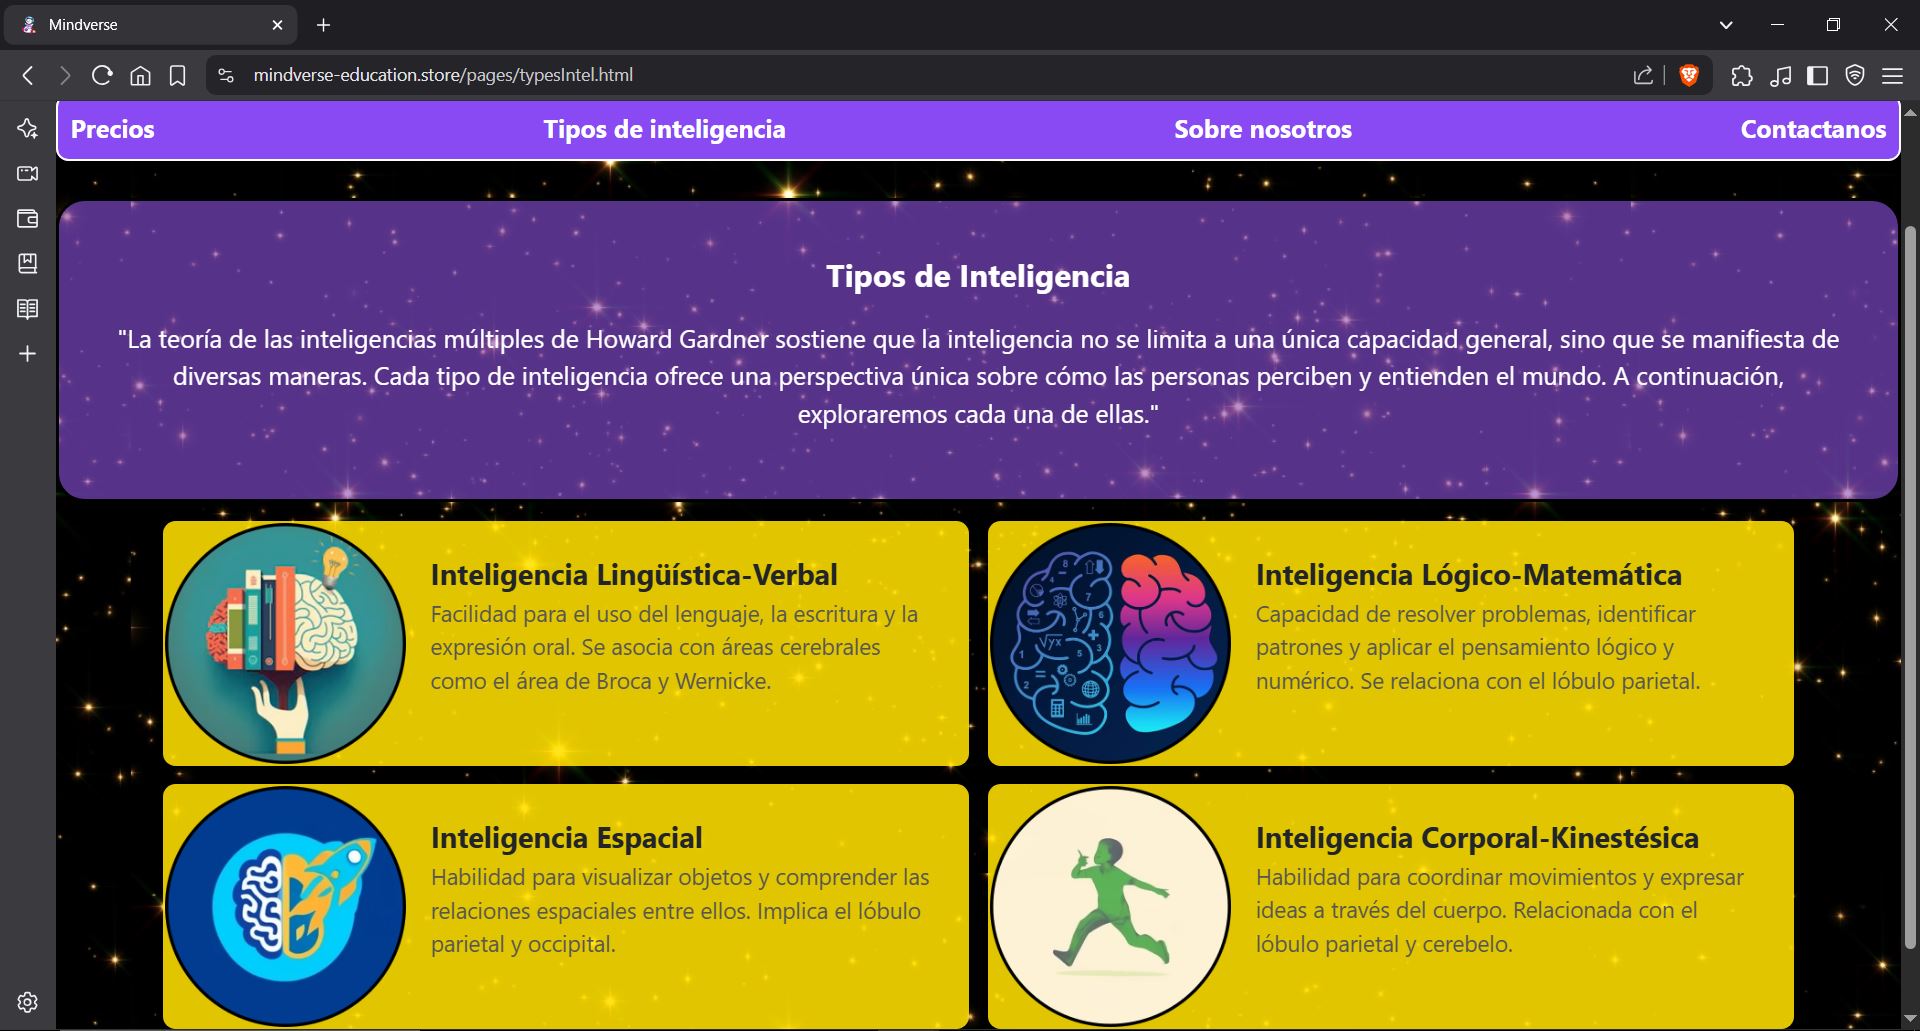 Mindverse
mindverse-education.store/pages/typesIntel.html
Precios Tipos de inteligencia Sobre nosotros Contactanos
Tipos de Inteligencia
"La teoría de las inteligencias múltiples de Howard Gardner sostiene que la inteligencia no se limita a una única capacidad general, sino que se manifiesta de
diversas maneras. Cada tipo de inteligencia ofrece una perspectiva única sobre cómo las personas perciben y entienden el mundo. A continuación,
exploraremos cada una de ellas."
Inteligencia Lingüística-Verbal
Facilidad para el uso del lenguaje, la escritura y la
expresión oral. Se asocia con áreas cerebrales
como el área de Broca y Wernicke.
Inteligencia Lógico-Matemática
Capacidad de resolver problemas, identificar
patrones y aplicar el pensamiento lógico y
numérico. Se relaciona con el lóbulo parietal.
Inteligencia Espacial
Habilidad para visualizar objetos y comprender las
relaciones espaciales entre ellos. Implica el lóbulo
parietal y occipital.
Inteligencia Corporal-Kinestésica
Habilidad para coordinar movimientos y expresar
ideas a través del cuerpo. Relacionada con el
lóbulo parietal y cerebelo.